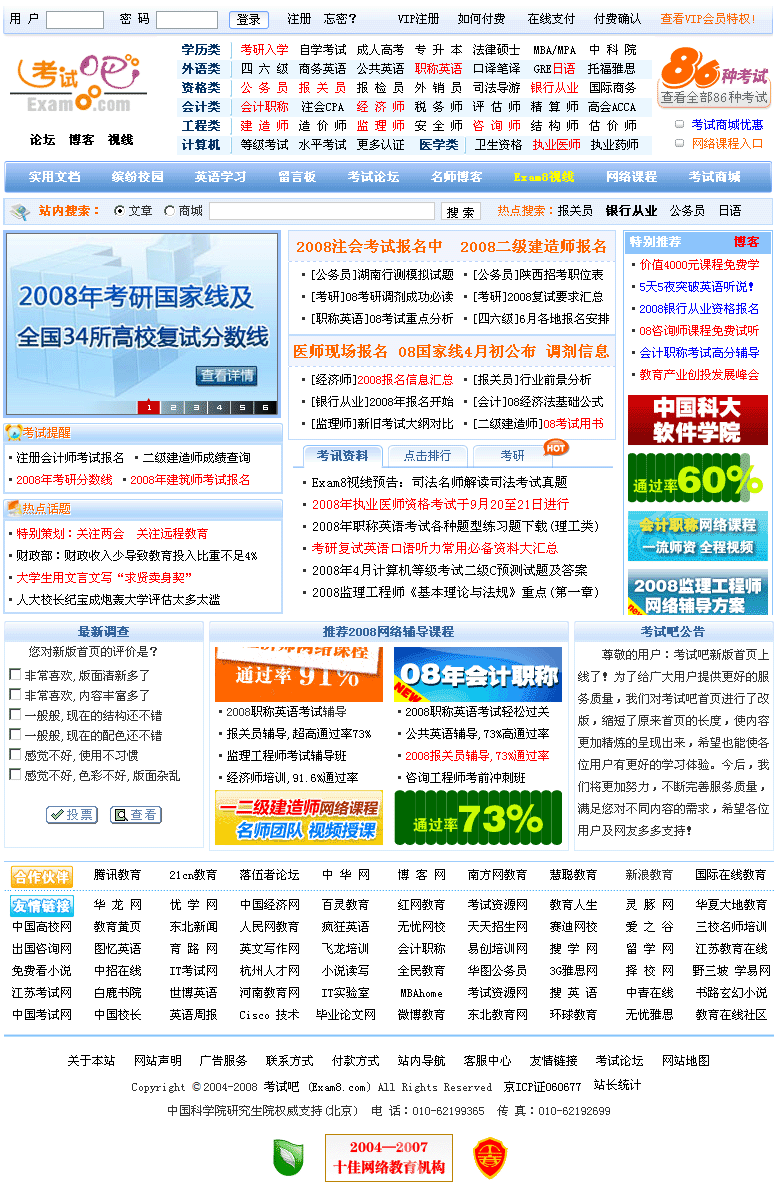 用 户 密 码 登录 注册 忘密? VIP注册 如何付费 在线支付 付费确认 查看VIP会员特权!
考试吧
Exam8.com
论坛 博客 视线
学历类 考研入学 自学考试 成人高考 专 升 本 法律硕士 MBA/MPA 中 科 院
外语类 四 六 级 商务英语 公共英语 职称英语 口译笔译 GRE日语 托福雅思
资格类 公 务 员 报 关 员 报 检 员 外 销 员 司法导游 银行从业 国际商务
会计类 会计职称 注会CPA 经 济 师 税 务 师 评 估 师 精 算 师 高会ACCA
工程类 建 造 师 造 价 师 监 理 师 安 全 师 咨 询 师 结 构 师 估 价 师
计算机 等级考试 水平考试 更多认证 医学类 卫生资格 执业医师 执业药师
86种考试
查看全部86种考试
考试商城优惠
网络课程入口
实用文档 缤纷校园 英语学习 留言板 考试论坛 名师博客 Exam8视线 网络课程 考试商城
站内搜索: 文章 商城 搜 索 热点搜索:报关员 银行从业 公务员 日语
2008年考研国家线及
全国34所高校复试分数线
查看详情
1 2 3 4 5 6
考试提醒
·注册会计师考试报名 ·二级建造师成绩查询
·2008年考研分数线 ·2008年建筑师考试报名
热点话题
·特别策划:关注两会 关注远程教育
·财政部:财政收入少导致教育投入比重不足4%
·大学生用文言文写“求贤卖身契”
·人大校长纪宝成炮轰大学评估太多太滥
2008注会考试报名中 2008二级建造师报名
·[公务员]湖南行测模拟试题 ·[公务员]陕西招考职位表
·[考研]08考研调剂成功必读 ·[考研]2008复试要求汇总
·[职称英语]08考试重点分析 ·[四六级]6月各地报名安排
医师现场报名 08国家线4月初公布 调剂信息
·[经济师]2008报名信息汇总 ·[报关员]行业前景分析
·[银行从业]2008年报名开始 ·[会计]08经济法基础公式
·[监理师]新旧考试大纲对比 ·[二级建造师]08考试用书
考讯资料 点击排行 考研 HOT
·Exam8视线预告:司法名师解读司法考试真题
·2008年执业医师资格考试于9月20至21日进行
·2008年职称英语考试各种题型练习题下载(理工类)
·考研复试英语口语听力常用必备资料大汇总
·2008年4月计算机等级考试二级C预测试题及答案
·2008监理工程师《基本理论与法规》重点(第一章)
特别推荐 博客
·价值4000元课程免费学
·5天5夜突破英语听说!
·2008银行从业资格报名
·08咨询师课程免费试听
·会计职称考试高分辅导
·教育产业创投发展峰会
中国科大
软件学院
通过率60%
会计职称网络课程
一流师资 全程视频
2008监理工程师
网络辅导方案
new
最新调查
您对新版首页的评价是?
非常喜欢,版面清新多了
非常喜欢,内容丰富多了
一般般,现在的结构还不错
一般般,现在的配色还不错
感觉不好,使用不习惯
感觉不好,色彩不好,版面杂乱
投票 查看
推荐2008网络辅导课程
通过率91%
08年会计职称
NEW
·2008职称英语考试辅导 ·2008职称英语考试轻松过关
·报关员辅导,超高通过率73% ·公共英语辅导,73%高通过率
·监理工程师考试辅导班 ·2008报关员辅导,73%通过率
·经济师培训,91.6%通过率 ·咨询工程师考前冲刺班
一二级建造师网络课程
名师团队 视频授课
通过率73%
考试吧公告
尊敬的用户:考试吧新版首页上
线了!为了给广大用户提供更好的服
务质量,我们对考试吧首页进行了改
版,缩短了原来首页的长度,使内容
更加精炼的呈现出来,希望也能使各
位用户有更好的学习体验。今后,我
们将更加努力,不断完善服务质量,
满足您对不同内容的需求,希望各位
用户及网友多多支持!
合作伙伴 腾讯教育 21cn教育 落伍者论坛 中 华 网 博 客 网 南方网教育 慧聪教育 新浪教育 国际在线教育
友情链接 华 龙 网 忧 学 网 中国经济网 百灵教育 红网教育 考试资源网 教育人生 灵 豚 网 华夏大地教育
中国高校网 教育黄页 东北新闻 人民网教育 疯狂英语 无忧网校 天天招生网 赛迪网校 爱 之 谷 三校名师培训
出国咨询网 图忆英语 育 路 网 英文写作网 飞龙培训 会计职称 易创培训网 搜 学 网 留 学 网 江苏教育在线
免费看小说 中招在线 IT考试网 杭州人才网 小说读写 全民教育 华图公务员 3G雅思网 择 校 网 野三坡 学易网
江苏考试网 白鹿书院 世博英语 河南教育网 IT实验室 MBAhome 考试资源网 搜 英 语 中青在线 书路玄幻小说
中国考试网 中国校长 英语周报 Cisco 技术 毕业论文网 微博教育 东北教育网 环球教育 无忧雅思 教育在线社区
关于本站 网站声明 广告服务 联系方式 付款方式 站内导航 客服中心 友情链接 考试论坛 网站地图
Copyright ©2004-2008 考试吧 (Exam8.com) All Rights Reserved 京ICP证060677 站长统计
中国科学院研究生院权威支持(北京) 电 话:010-62199365 传 真:010-62192699
2004—2007
十佳网络教育机构